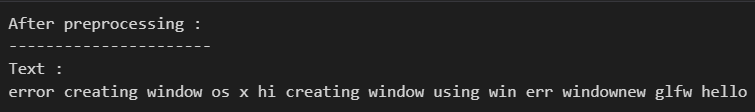 After preprocessing :
----------------------
Text :
error creating window os x hi creating window using win err windownew glfw hello